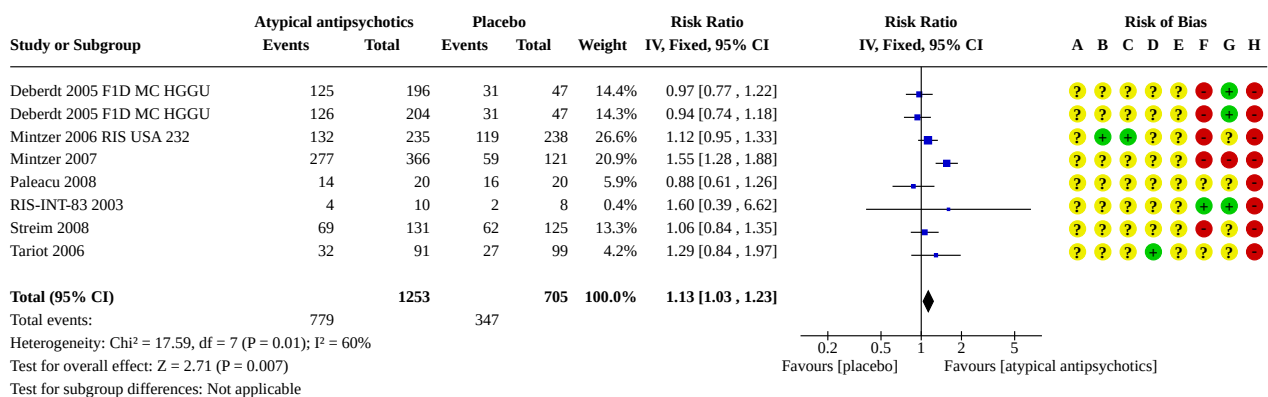 Atypical antipsychotics Placebo Risk Ratio Risk Ratio Risk of Bias
Study or Subgroup Events Total Events Total Weight IV, Fixed, 95% CI IV, Fixed, 95% CI A B C D E F G H
Deberdt 2005 F1D MC HGGU 125 196 31 47 14.4% 0.97 [0.77 , 1.22] ? ? ? ? ? - + -
Deberdt 2005 F1D MC HGGU 126 204 31 47 14.3% 0.94 [0.74 , 1.18] ? ? ? ? ? - + -
Mintzer 2006 RIS USA 232 132 235 119 238 26.6% 1.12 [0.95 , 1.33] ? + + ? ? - ? -
Mintzer 2007 277 366 59 121 20.9% 1.55 [1.28 , 1.88] ? ? ? ? ? - - -
Paleacu 2008 14 20 16 20 5.9% 0.88 [0.61 , 1.26] ? ? ? ? ? ? ? -
RIS-INT-83 2003 4 10 2 8 0.4% 1.60 [0.39 , 6.62] ? ? ? ? ? + + -
Streim 2008 69 131 62 125 13.3% 1.06 [0.84 , 1.35] ? ? ? ? ? - ? -
Tariot 2006 32 91 27 99 4.2% 1.29 [0.84 , 1.97] ? ? ? + ? ? ? -
Total (95% CI) 1253 705 100.0% 1.13 [1.03 , 1.23]
Total events: 779 347
Heterogeneity: Chi² = 17.59, df = 7 (P = 0.01); I² = 60%
0.2 0.5 1 2 5
Test for overall effect: Z = 2.71 (P = 0.007) Favours [placebo] Favours [atypical antipsychotics]
Test for subgroup differences: Not applicable